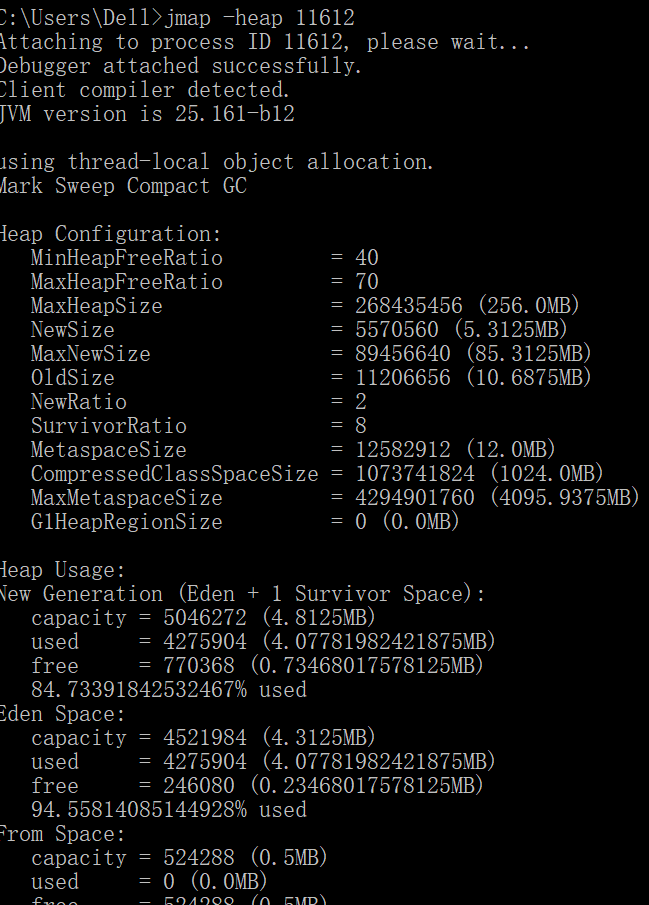 C:\Users\Dell>jmap -heap 11612
Attaching to process ID 11612, please wait...
Debugger attached successfully.
Client compiler detected.
JVM version is 25.161-b12
using thread-local object allocation.
Mark Sweep Compact GC
Heap Configuration:
MinHeapFreeRatio = 40
MaxHeapFreeRatio = 70
MaxHeapSize = 268435456 (256.0MB)
NewSize = 5570560 (5.3125MB)
MaxNewSize = 89456640 (85.3125MB)
OldSize = 11206656 (10.6875MB)
NewRatio = 2
SurvivorRatio = 8
MetaspaceSize = 12582912 (12.0MB)
CompressedClassSpaceSize = 1073741824 (1024.0MB)
MaxMetaspaceSize = 4294901760 (4095.9375MB)
G1HeapRegionSize = 0 (0.0MB)
Heap Usage:
New Generation (Eden + 1 Survivor Space):
capacity = 5046272 (4.8125MB)
used = 4275904 (4.07781982421875MB)
free = 770368 (0.73468017578125MB)
84.73391842532467% used
Eden Space:
capacity = 4521984 (4.3125MB)
used = 4275904 (4.07781982421875MB)
free = 246080 (0.23468017578125MB)
94.55814085144928% used
From Space:
capacity = 524288 (0.5MB)
used = 0 (0.0MB)
free = 524288 (0.5MB)